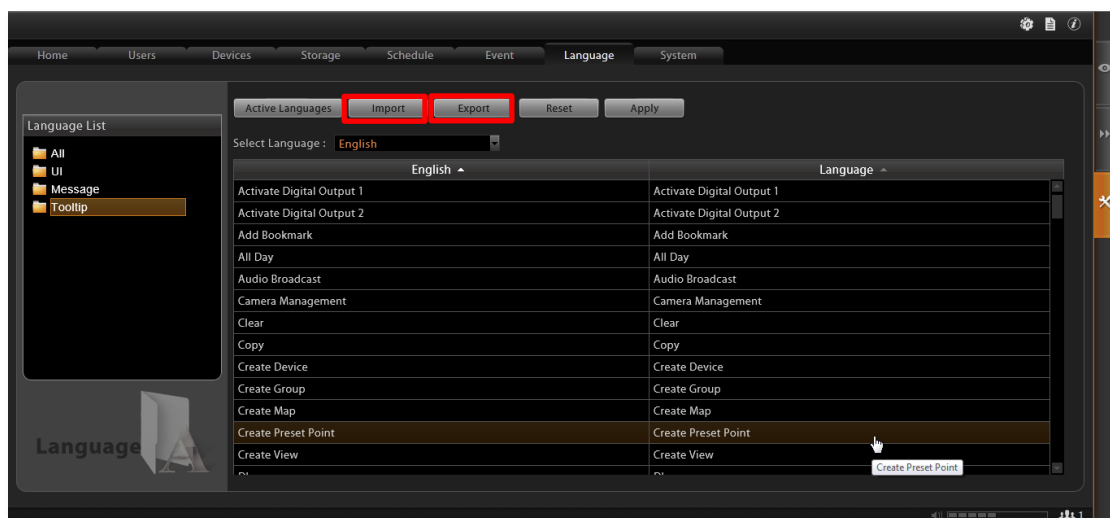 Home Users Devices Storage Schedule Event Language System
Active Languages Import Export Reset Apply
Language List
All
UI
Message
Tooltip
Language
Select Language : English
English Language
Activate Digital Output 1 Activate Digital Output 1
Activate Digital Output 2 Activate Digital Output 2
Add Bookmark Add Bookmark
All Day All Day
Audio Broadcast Audio Broadcast
Camera Management Camera Management
Clear Clear
Copy Copy
Create Device Create Device
Create Group Create Group
Create Map Create Map
Create Preset Point Create Preset Point
Create View Create View
Create Preset Point
1